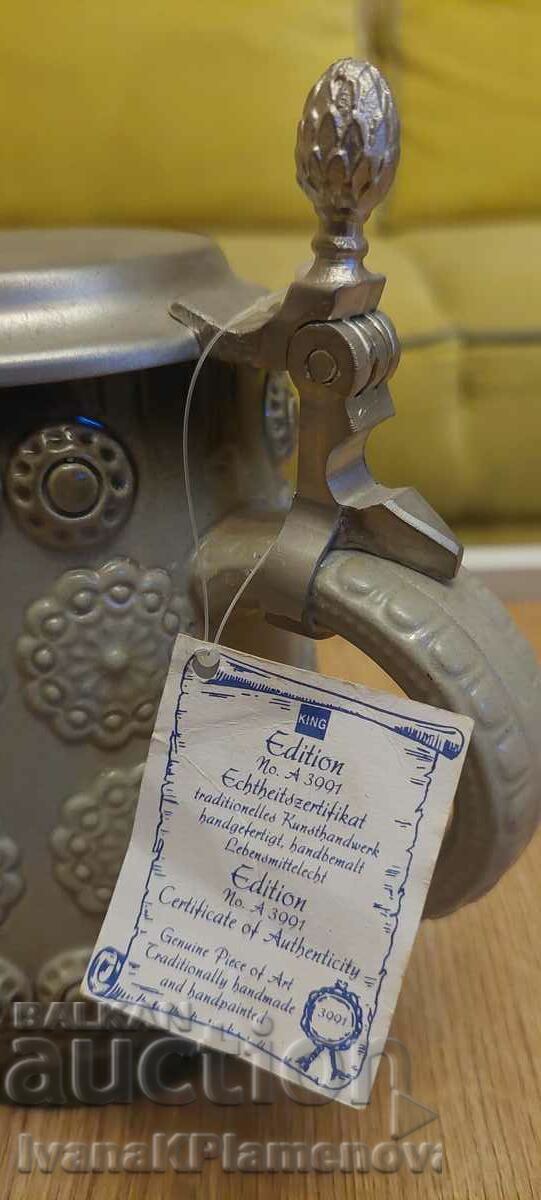 KING
Edition
No. A 3991
Echtheitszertifikat
traditionelles Kunsthandwerk
handgefertigt, handbemalt
Lebensmittelecht
Edition
No. A 3991
Certificate of Authenticity
Genuine Piece of Art
Traditionally handmade
and handpainted
3991
BALKAN
auction
IvanaKPlamenova